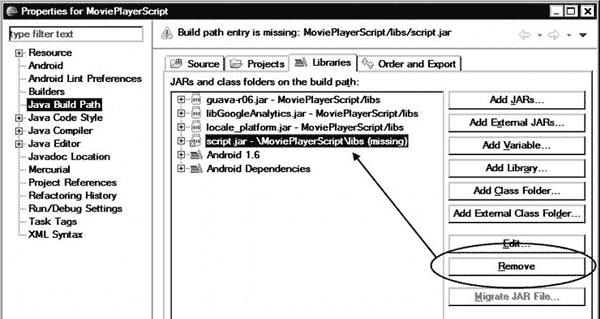 Properties for MoviePlayerScript
type filter text
Resource
Android
Android Lint Preferences
Builders
Java Build Path
Java Code Style
Java Compiler
Java Editor
Javadoc Location
Mercurial
Project References
Refactoring History
Run/Debug Settings
Task Tags
XML Syntax
Build path entry is missing: MoviePlayerScript/libs/script.jar
Source Projects Libraries Order and Export
JARs and class folders on the build path:
guava-r06.jar - MoviePlayerScript/libs
libGoogleAnalytics.jar - MoviePlayerScript/libs
locale_platform.jar - MoviePlayerScript/libs
script.jar - \MoviePlayerScript\libs (missing)
Android 1.6
Android Dependencies
Add JARs...
Add External JARs...
Add Variable...
Add Library...
Add Class Folder...
Add External Class Folder...
Edit...
Remove
Migrate JAR File...